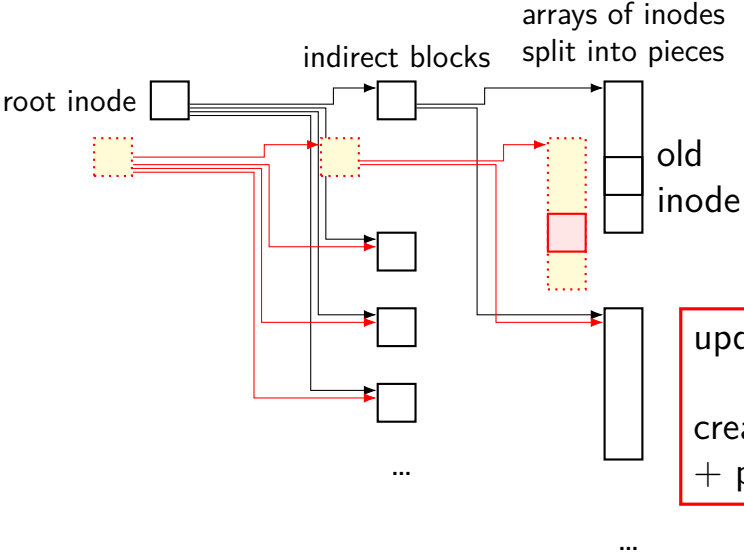 arrays of inodes
split into pieces
indirect blocks
root inode
old
inode
...
+
...